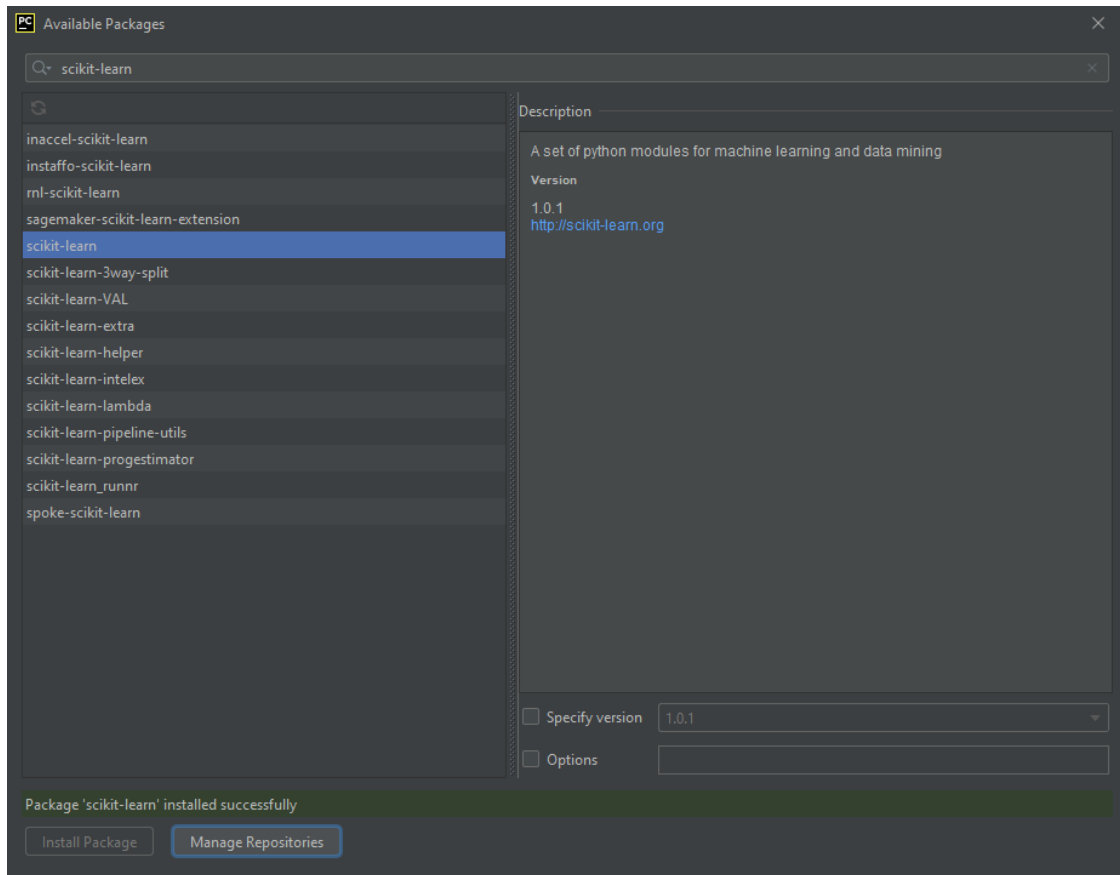 PC Available Packages
scikit-learn
inaccel-scikit-learn
instaffo-scikit-learn
rnl-scikit-learn
sagemaker-scikit-learn-extension
scikit-learn
scikit-learn-3way-split
scikit-learn-VAL
scikit-learn-extra
scikit-learn-helper
scikit-learn-intelex
scikit-learn-lambda
scikit-learn-pipeline-utils
scikit-learn-progestimator
scikit-learn_runnr
spoke-scikit-learn
Description
A set of python modules for machine learning and data mining
Version
1.0.1
http://scikit-learn.org
Specify version 1.0.1
Options
Package 'scikit-learn' installed successfully
Install Package Manage Repositories